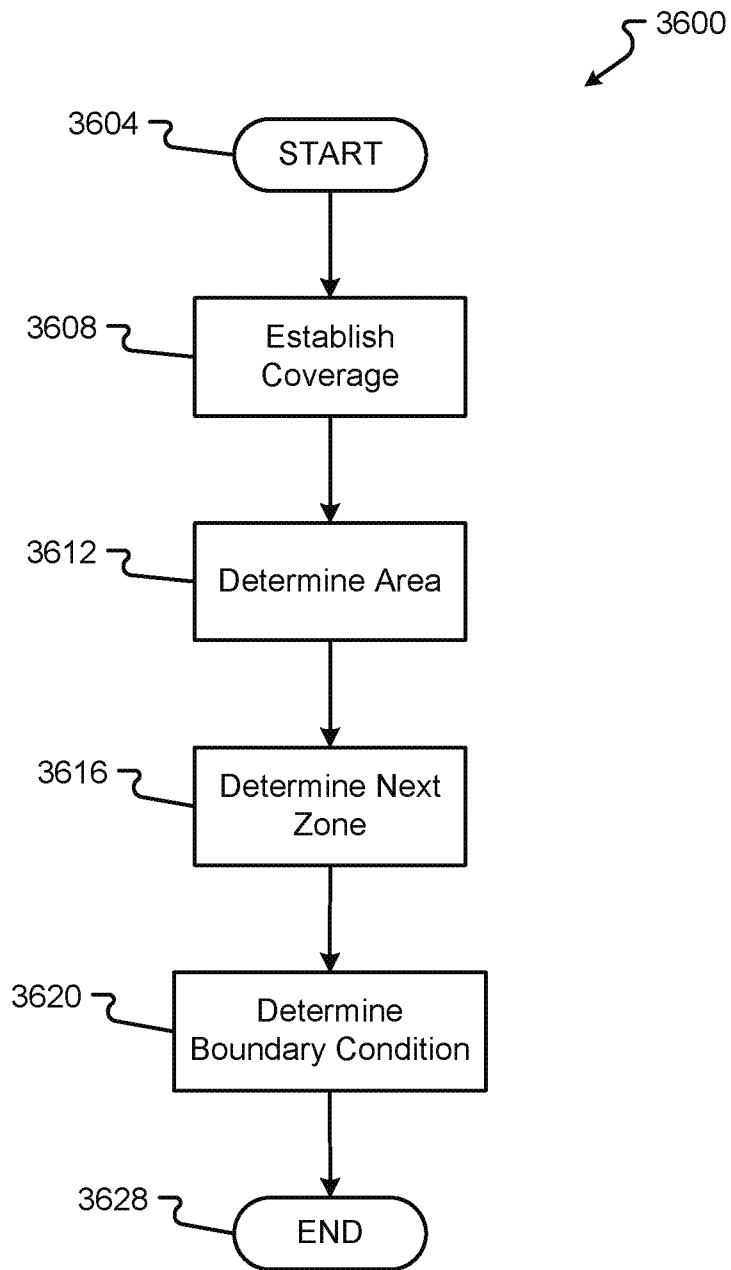 3600
3604
START
3608
Establish
Coverage
3612
Determine Area
3616
Determine Next
Zone
3620
Determine
Boundary Condition
3628
END